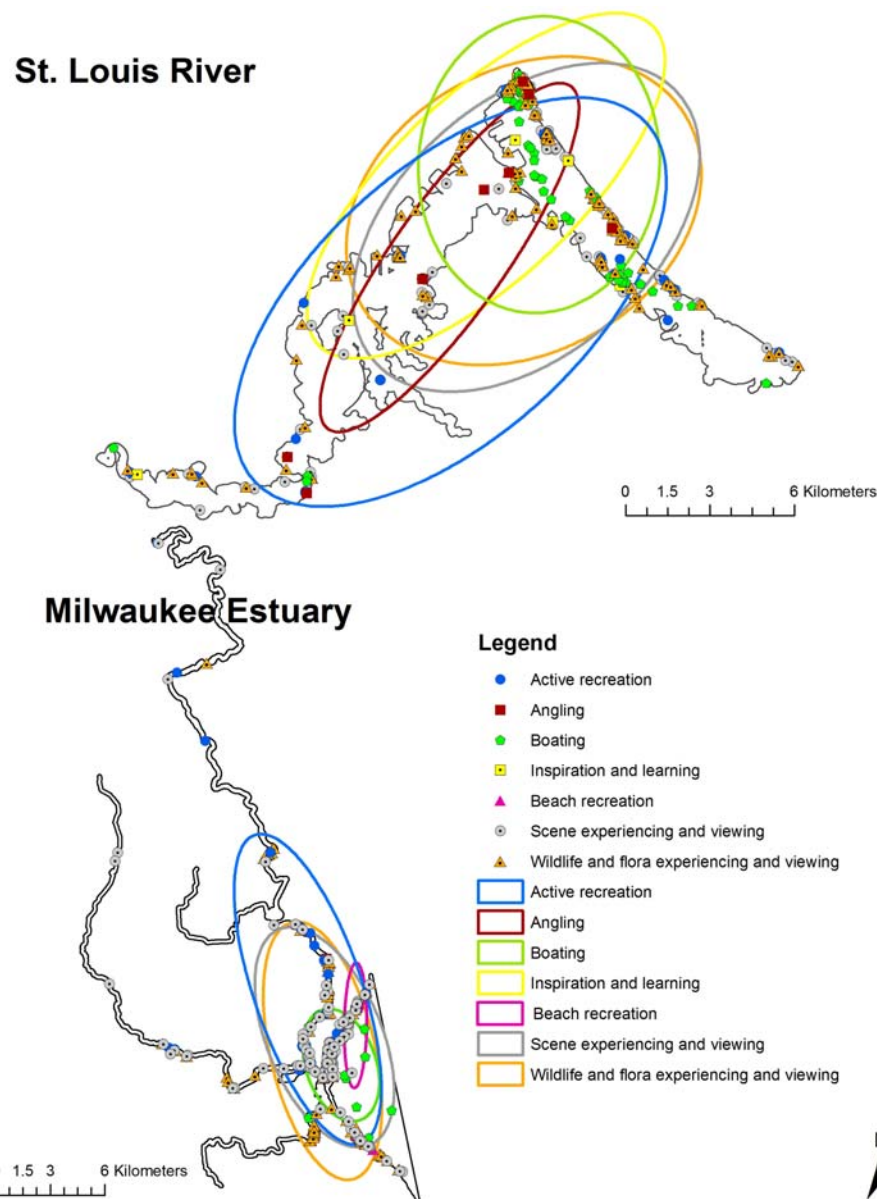 St. Louis River
0 1.5 3 6 Kilometers
Milwaukee Estuary
Legend
Active recreation
Angling
Boating
Inspiration and learning
Beach recreation
Scene experiencing and viewing
Wildlife and flora experiencing and viewing
Active recreation
Angling
Boating
Inspiration and learning
Beach recreation
Scene experiencing and viewing
Wildlife and flora experiencing and viewing
1.5 3 6 Kilometers